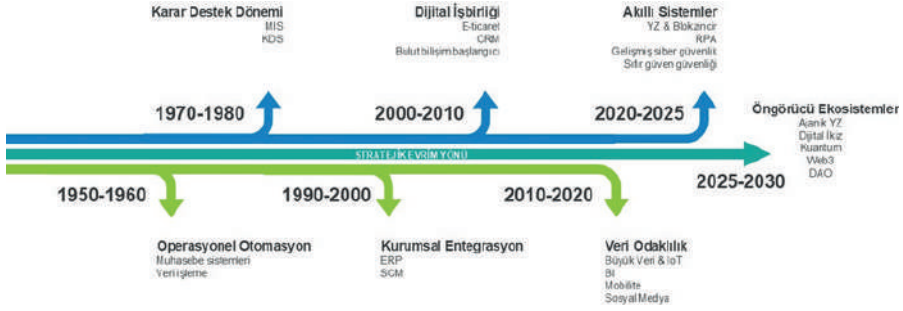 Karar Destek Dönemi
MIS
KDS
Dijital İşbirliği
E-ticaret
CRM
Bulut bilişim başlangıcı
Akıllı Sistemler
YZ & Blokzincir
RPA
Gelişmiş siber güvenlik
Sıfır güven güvenliği
1970-1980
2000-2010
2020-2025
Öngörücü Ekosistemler
Ajanik YZ
Dijital İkiz
Kuantum
Web3
DAO
STRATEJİK EVRİM YÖNÜ
2025-2030
1950-1960
1990-2000
2010-2020
Operasyonel Otomasyon
Muhasebe sistemleri
Veri işleme
Kurumsal Entegrasyon
ERP
SCM
Veri Odaklılık
Büyük Veri & IoT
BI
Mobilite
Sosyal Medya